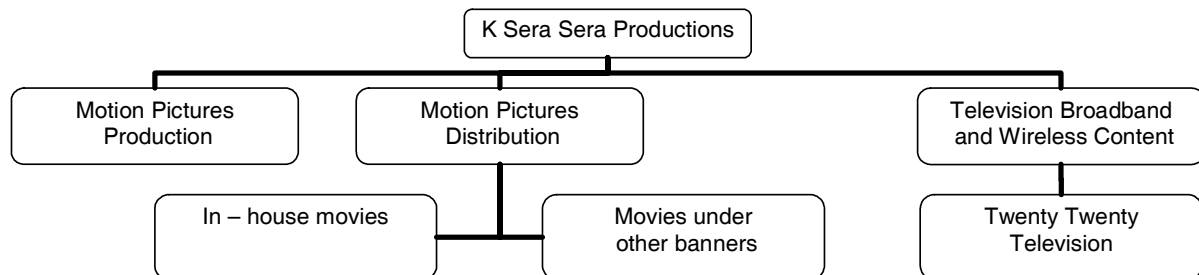 K Sera Sera Productions
Motion Pictures
Production
Motion Pictures
Distribution
Television Broadband
and Wireless Content
In – house movies
Movies under
other banners
Twenty Twenty
Television